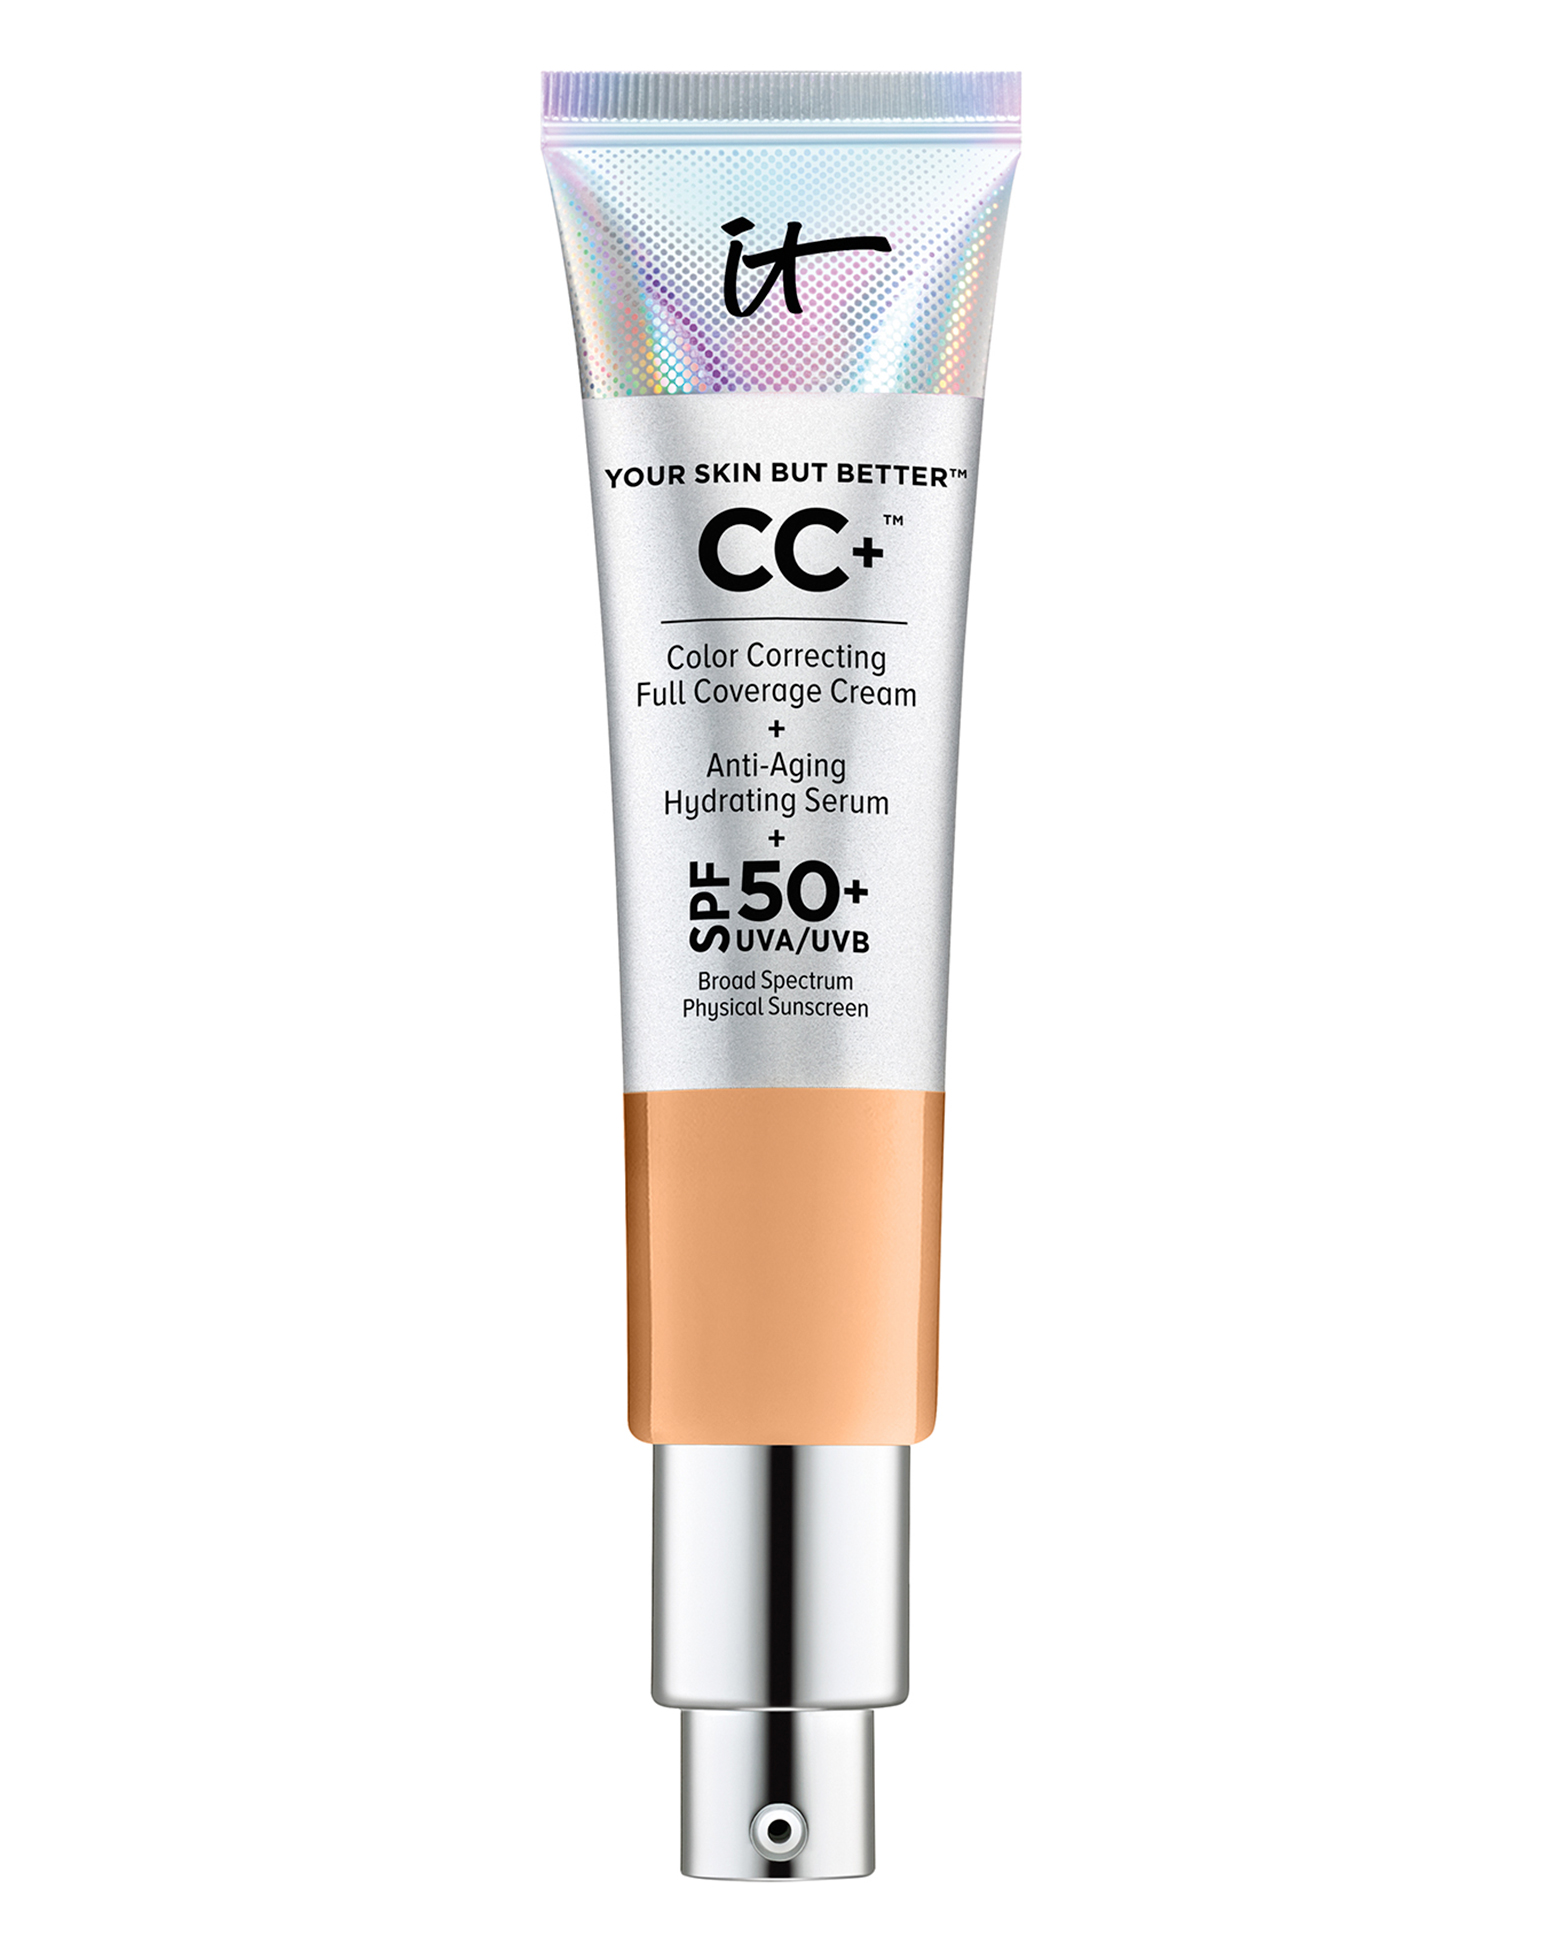 it
YOUR SKIN BUT BETTER™
CC+™
Color Correcting
Full Coverage Cream
+
Anti-Aging
Hydrating Serum
+
SPF 50+
UVA/UVB
Broad Spectrum
Physical Sunscreen